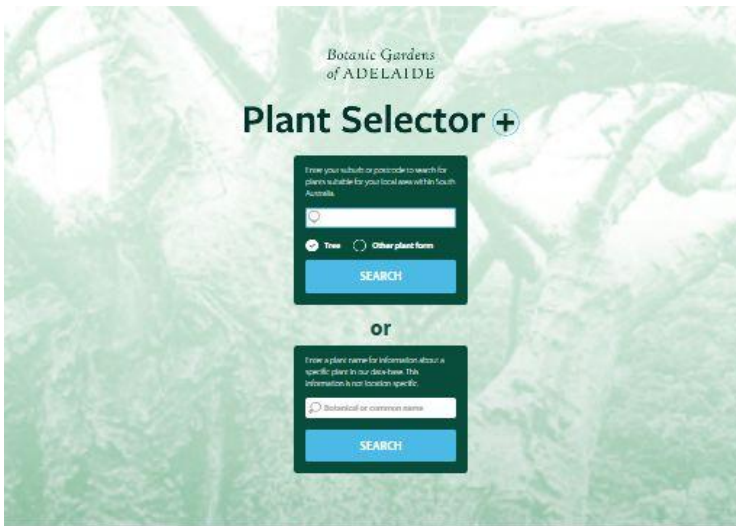 Botanic Gardens
of ADELAIDE
Plant Selector +
Enter your suburb or postcode to search for
plants suitable for your local area within South
Australia.
Tree Other plant form
SEARCH
or
Enter a plant name for information about a
specific plant in our data-base. This
information is not location specific.
Botanical or common name
SEARCH